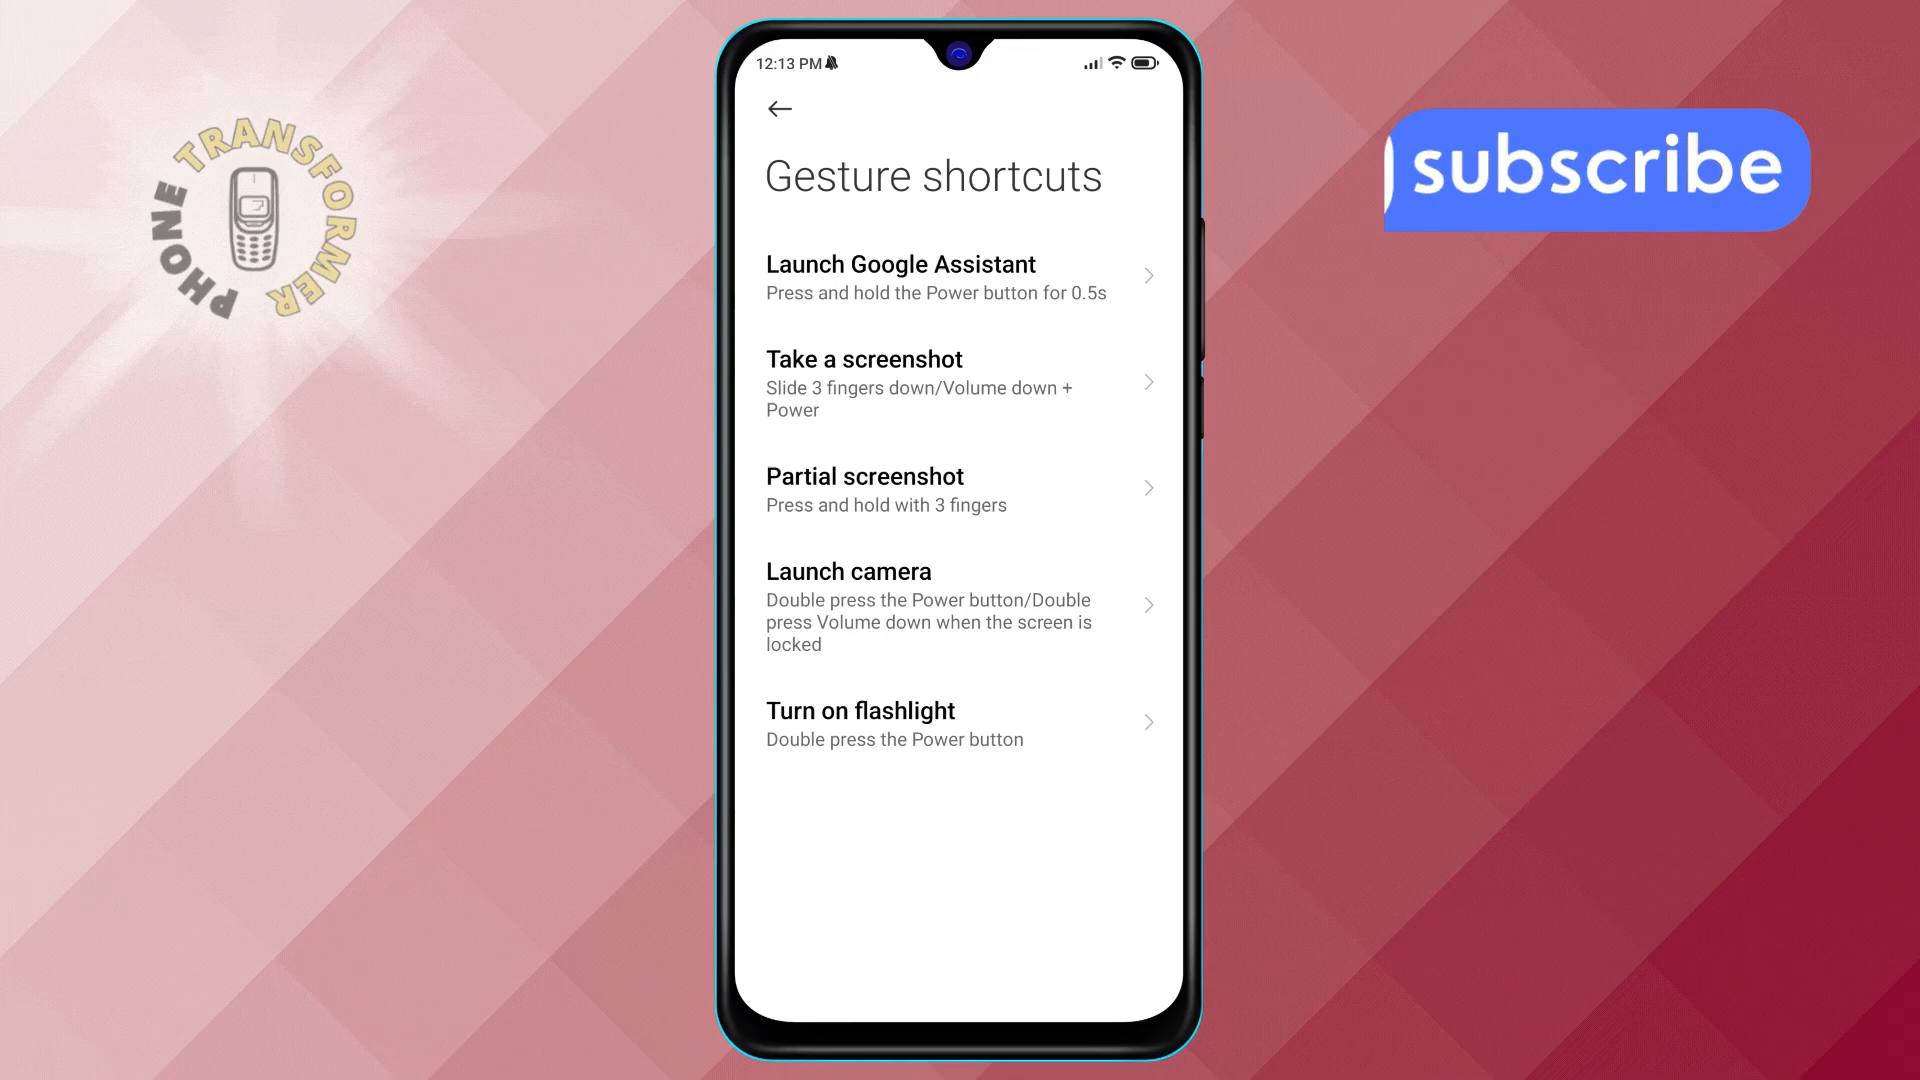 PHONE TRANSFORMER
12:13 PM
Gesture shortcuts
Launch Google Assistant
Press and hold the Power button for 0.5s
Take a screenshot
Slide 3 fingers down/Volume down +
Power
Partial screenshot
Press and hold with 3 fingers
Launch camera
Double press the Power button/Double
press Volume down when the screen is
locked
Turn on flashlight
Double press the Power button
subscribe